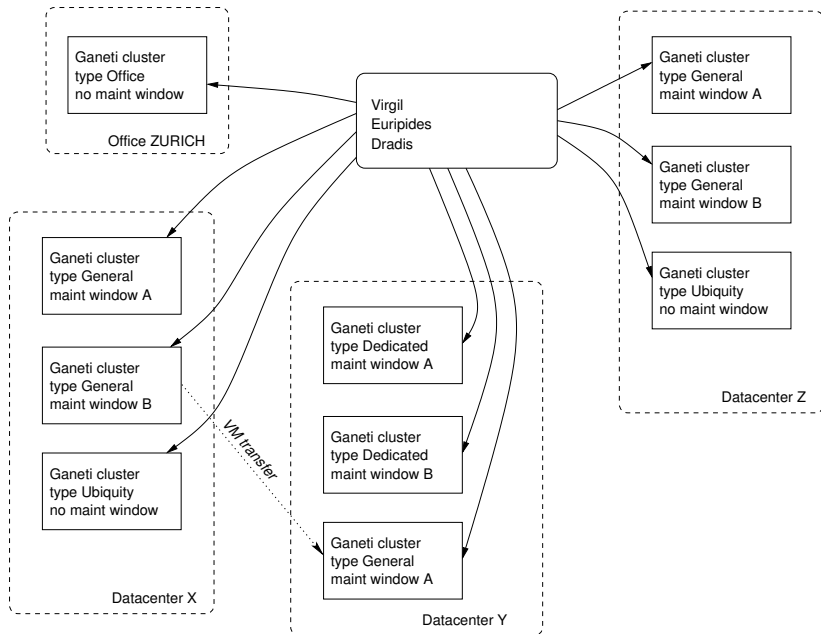 Ganeti cluster
type Office
no maint window
Office ZURICH
Virgil
Euripides
Dradis
Ganeti cluster
type General
maint window A
Ganeti cluster
type General
maint window B
Ganeti cluster
type Ubiquity
no maint window
Datacenter Z
Ganeti cluster
type General
maint window A
Ganeti cluster
type General
maint window B
Ganeti cluster
type Ubiquity
no maint window
Datacenter X
VM transfer
Ganeti cluster
type Dedicated
maint window A
Ganeti cluster
type Dedicated
maint window B
Ganeti cluster
type General
maint window A
Datacenter Y